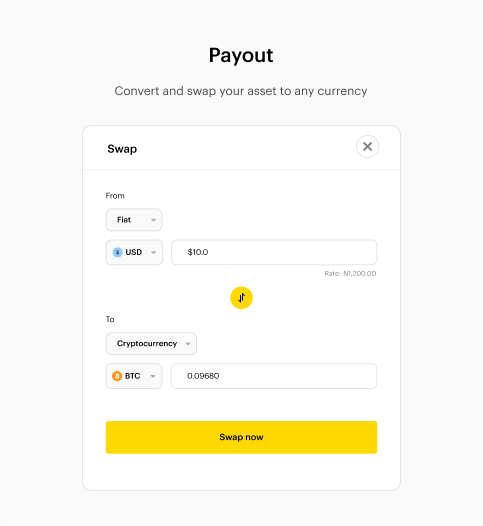 Payout
Convert and swap your asset to any currency
Swap
From
Fiat
USD
$10.0
Rate: N1,200.00
To
Cryptocurrency
BTC
0.09680
Swap now